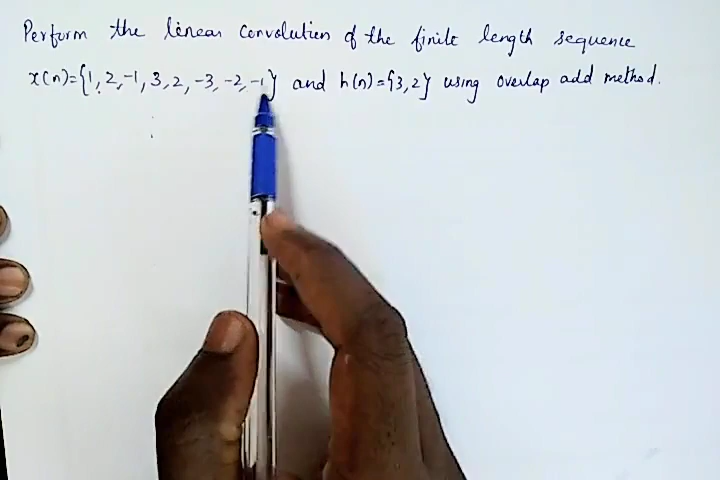 Perform the linear convolution of the finite length sequence
x(n)={1, 2, -1, 3, 2, -3, -2, -1} and h(n)={3, 2} using overlap add method.